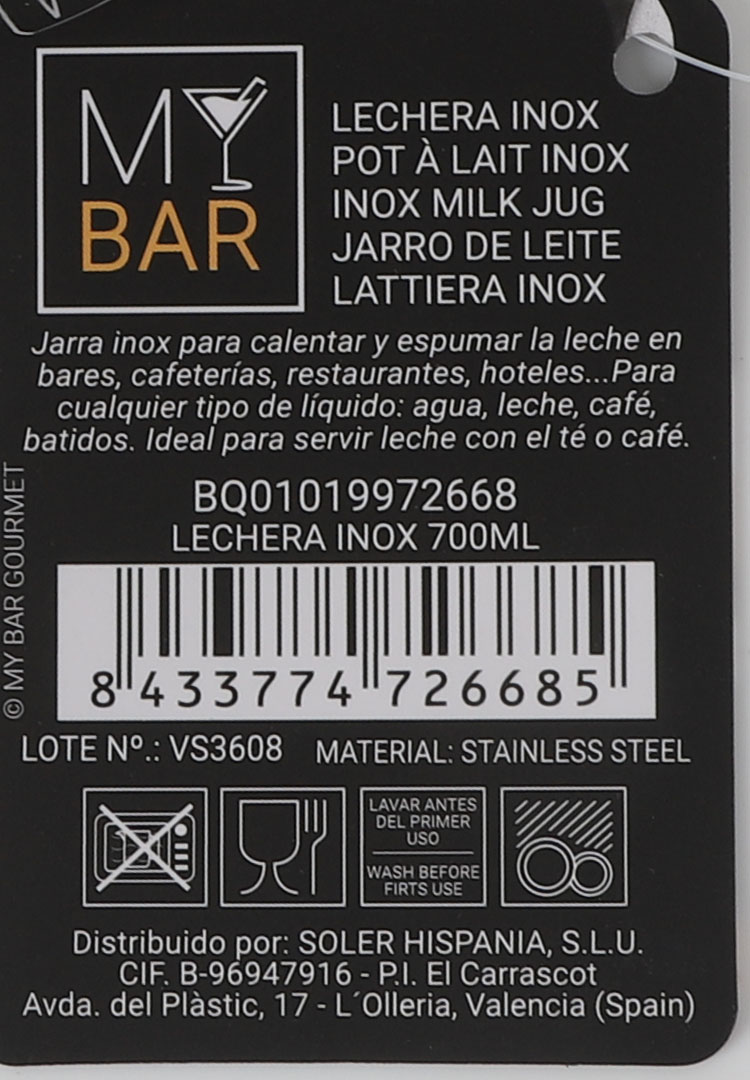 MY
BAR
LECHERA INOX
POT À LAIT INOX
INOX MILK JUG
JARRO DE LEITE
LATTIERA INOX
Jarra inox para calentar y espumar la leche en
bares, cafeterías, restaurantes, hoteles...Para
cualquier tipo de líquido: agua, leche, café,
batidos. Ideal para servir leche con el té o café.
BQ01019972668
LECHERA INOX 700ML
8 433774 726685
© MY BAR GOURMET
LOTE Nº.: VS3608 MATERIAL: STAINLESS STEEL
LAVAR ANTES
DEL PRIMER
USO
WASH BEFORE
FIRTS USE
Distribuido por: SOLER HISPANIA, S.L.U.
CIF. B-96947916 - P.I. El Carrascot
Avda. del Plàstic, 17 - L´Olleria, Valencia (Spain)